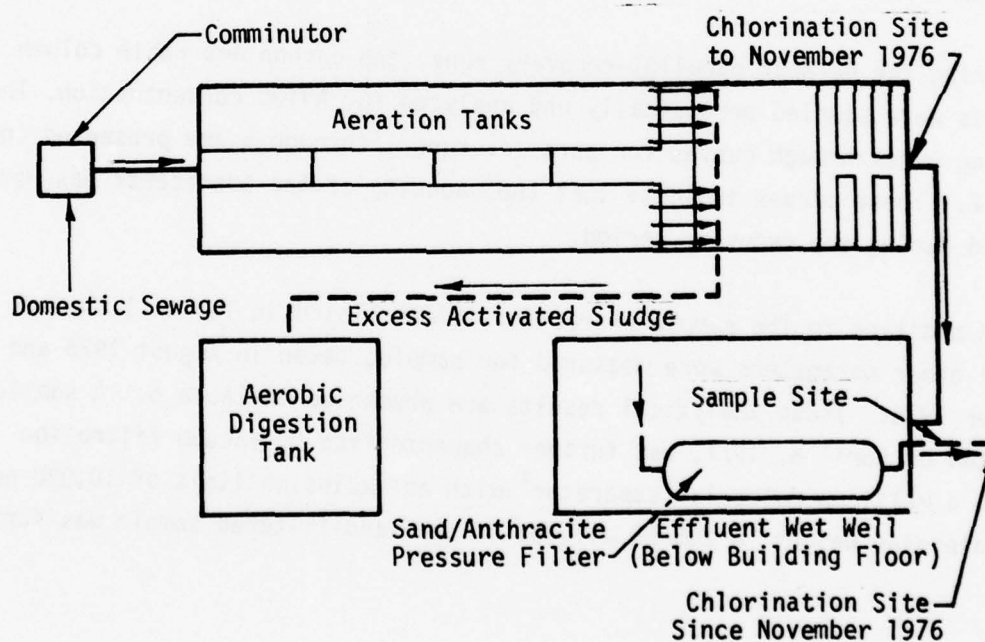 Comminutor
Chlorination Site
to November 1976
Aeration Tanks
Domestic Sewage
Excess Activated Sludge
Aerobic
Digestion
Tank
Sample Site
Sand/Anthracite
Pressure Filter
Effluent Wet Well
(Below Building Floor)
Chlorination Site
Since November 1976